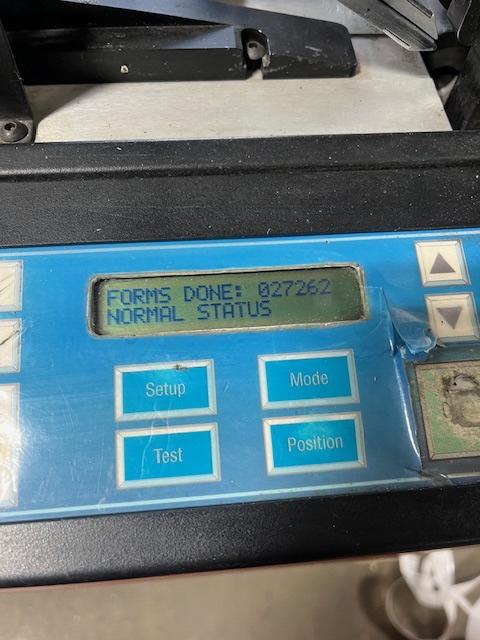 FORMS DONE: 027262
NORMAL STATUS
Setup
Mode
Test
Position